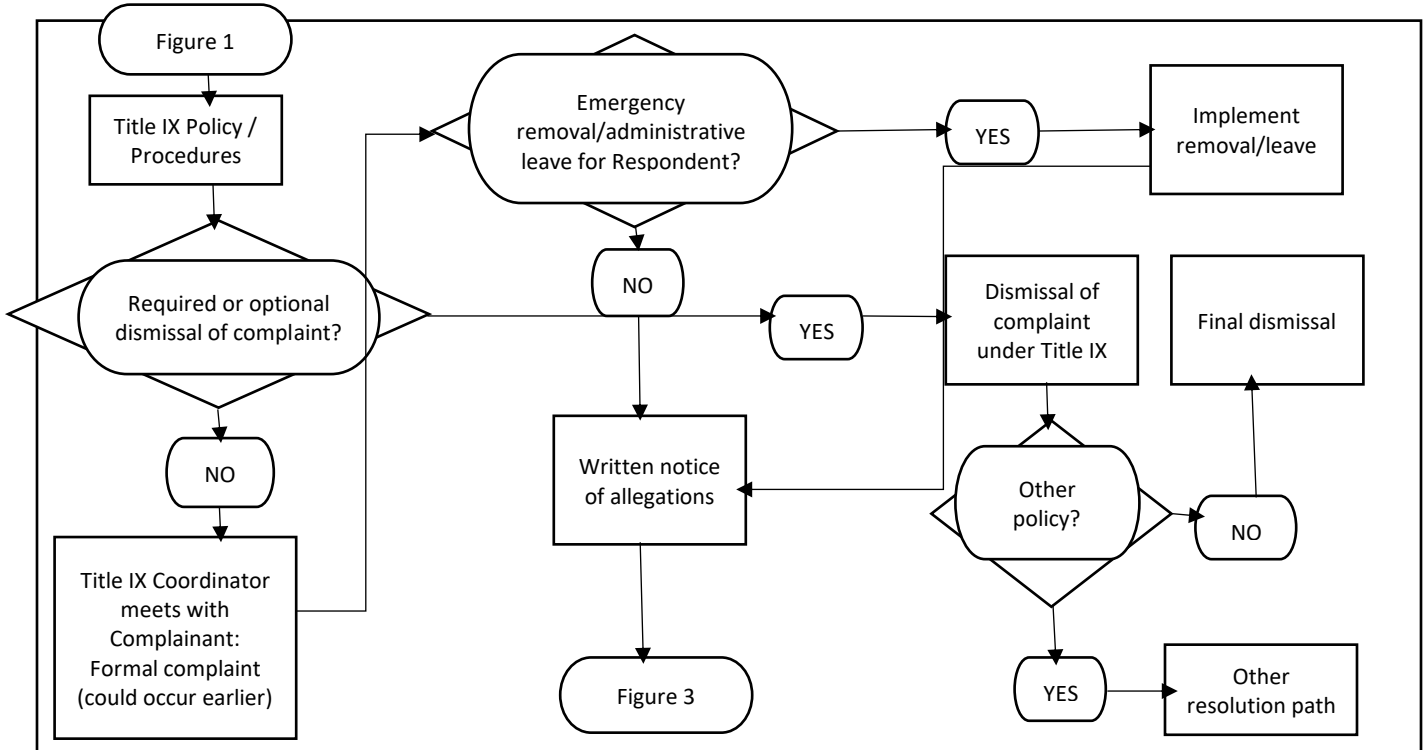 Figure 1
Title IX Policy /
Procedures
Required or optional
dismissal of complaint?
NO
Title IX Coordinator
meets with
Complainant:
Formal complaint
(could occur earlier)
Emergency
removal/administrative
leave for Respondent?
YES
Implement
removal/leave
NO
YES
Dismissal of
complaint
under Title IX
Final dismissal
Written notice
of allegations
Other
policy?
NO
Figure 3
YES
Other
resolution path